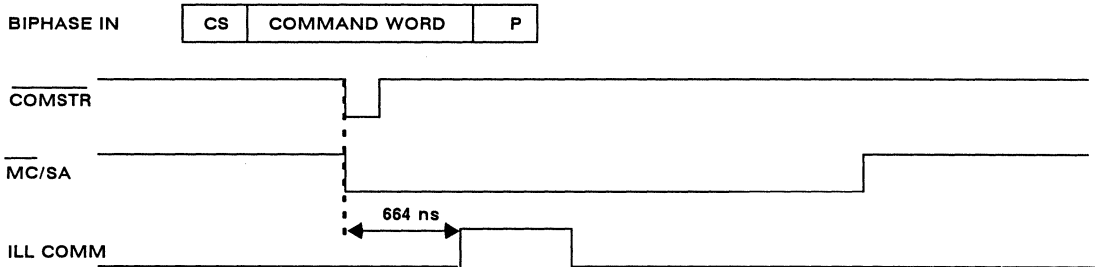 BIPHASE IN CS COMMAND WORD P
COMSTR
MC/SA
664 ns
ILL COMM